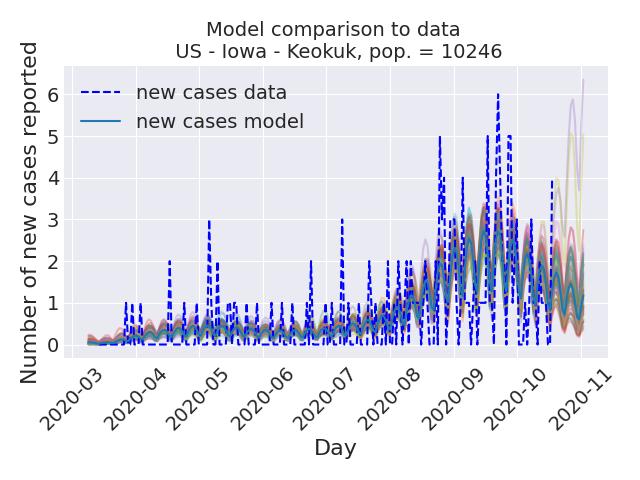 Model comparison to data
US - Iowa - Keokuk, pop. = 10246
Number of new cases reported
6
5
4
3
2
1
0
new cases data
new cases model
2020-03
2020-04
2020-05
2020-06
2020-07
2020-08
2020-09
2020-10
2020-11
Day